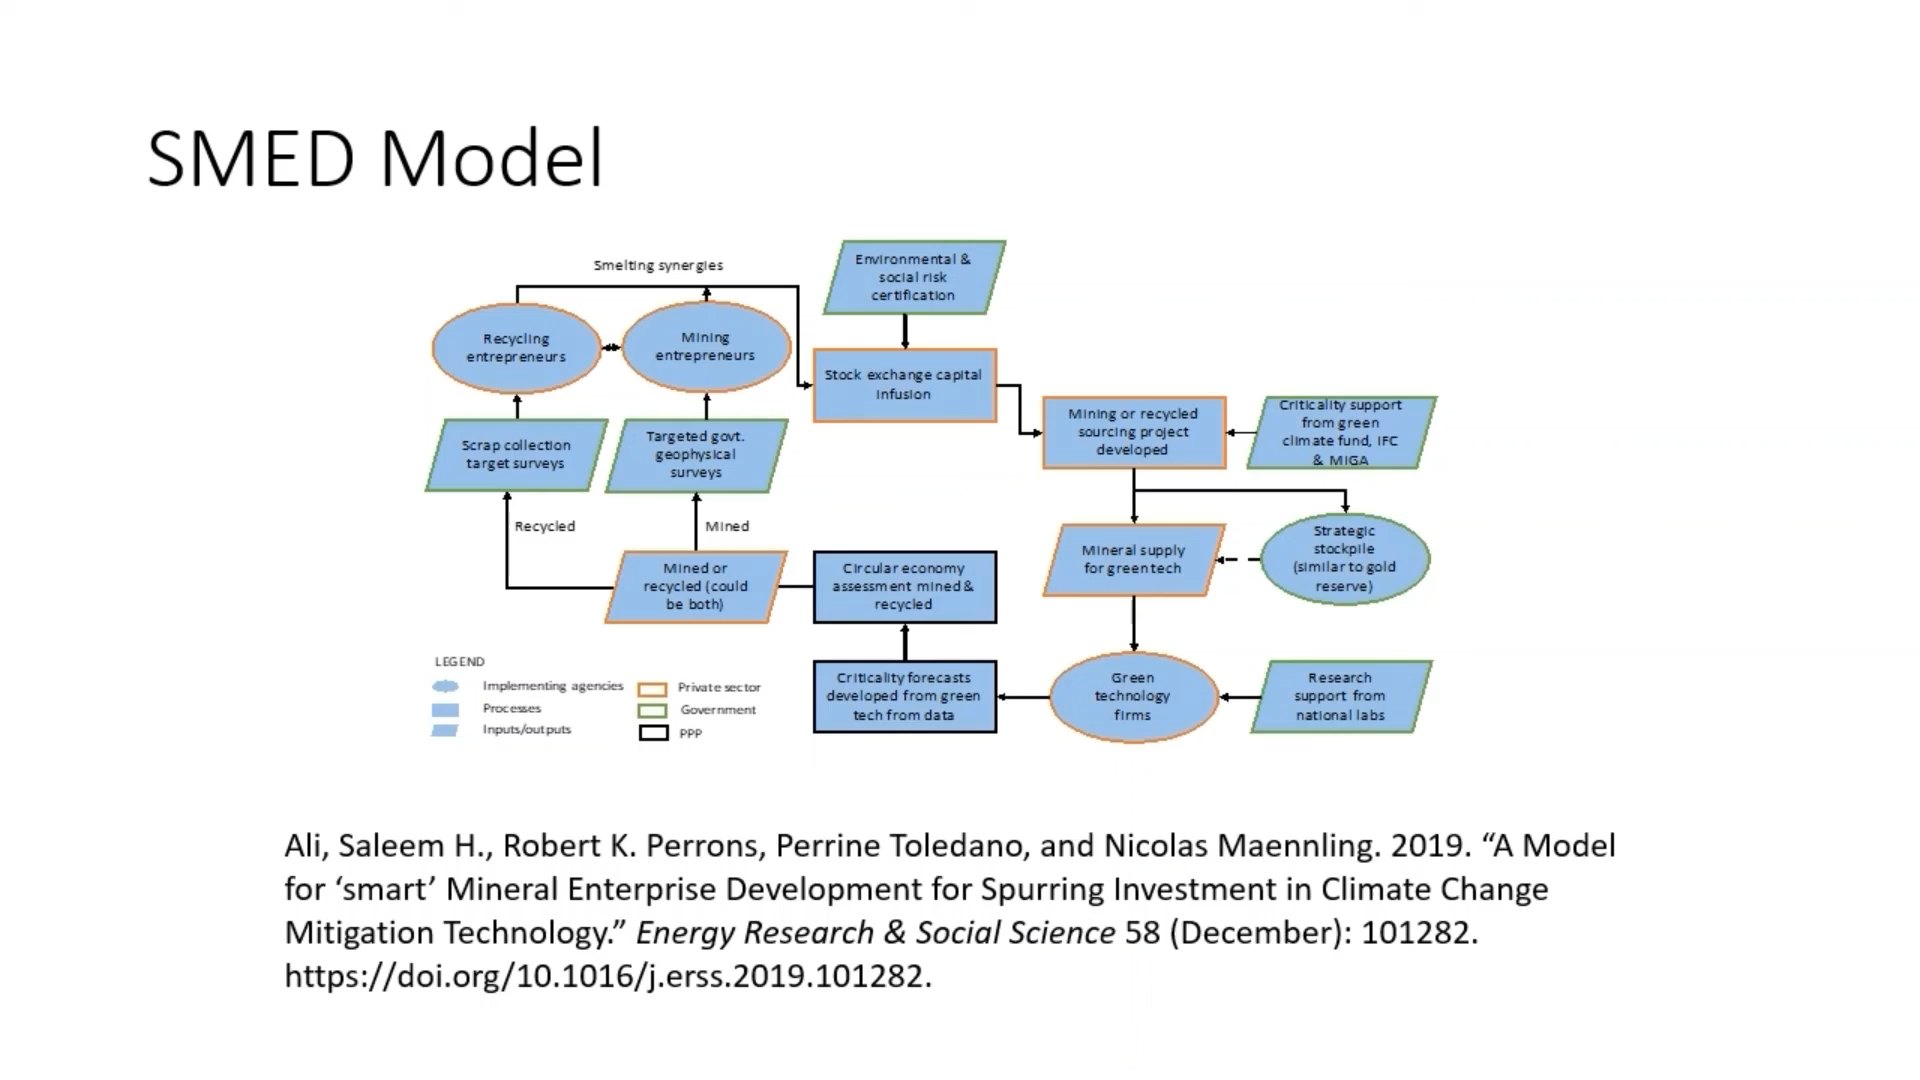 SMED Model
Smelting synergies
Environmental &
social risk
certification
Recycling
entrepreneurs
Mining
entrepreneurs
Stock exchange capital
infusion
Mining or recycled
sourcing project
developed
Criticality support
from green
climate fund, IFC
& MIGA
Scrap collection
target surveys
Targeted govt.
geophysical
surveys
Recycled
Mined
Mined or
recycled (could
be both)
Circular economy
assessment mined &
recycled
Mineral supply
for green tech
Strategic
stockpile
(similar to gold
reserve)
Criticality forecasts
developed from green
tech from data
Green
technology
firms
Research
support from
national labs
LEGEND
Implementing agencies
Processes
Inputs/outputs
Private sector
Government
PPP
Ali, Saleem H., Robert K. Perrons, Perrine Toledano, and Nicolas Maennling. 2019. “A Model
for ‘smart’ Mineral Enterprise Development for Spurring Investment in Climate Change
Mitigation Technology.” Energy Research & Social Science 58 (December): 101282.
https://doi.org/10.1016/j.erss.2019.101282.